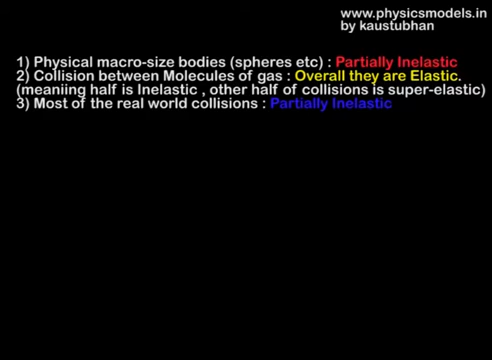 www.physicsmodels.in
by kaustubhan
1) Physical macro-size bodies (spheres etc) : Partially Inelastic
2) Collision between Molecules of gas : Overall they are Elastic.
(meaniing half is Inelastic , other half of collisions is super-elastic)
3) Most of the real world collisions : Partially Inelastic